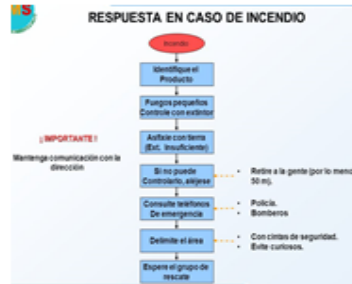 RESPUESTA EN CASO DE INCENDIO
Incendio
Identifique el
Producto
Fuegos pequeños
Controle con extintor
Asfixie con tierra
(Ext. Insuficiente)
¡¡IMPORTANTE!
Mantenga comunicación con la
dirección
Si no puede
Controlarlo, aléjese
• Retire a la gente (por lo meno
50 m).
Consulte teléfonos
De emergencia
• Policía.
• Bomberos
Delimite el área
• Con cintas de seguridad.
• Evite curiosos.
Espere el grupo de
rescate